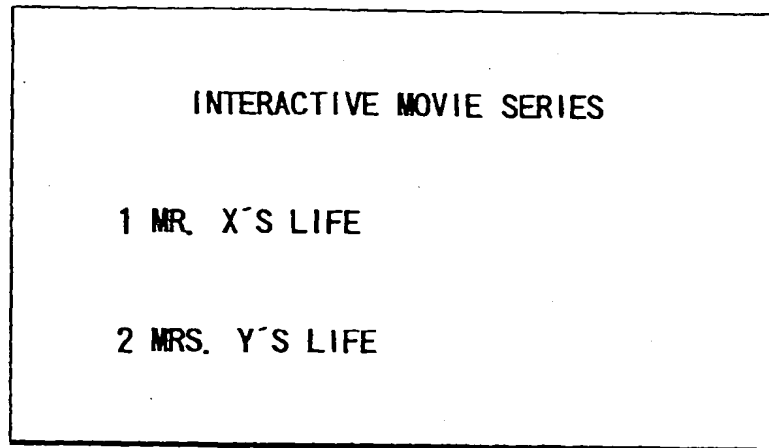 INTERACTIVE MOVIE SERIES
1 MR. X´S LIFE
2 MRS. Y´S LIFE